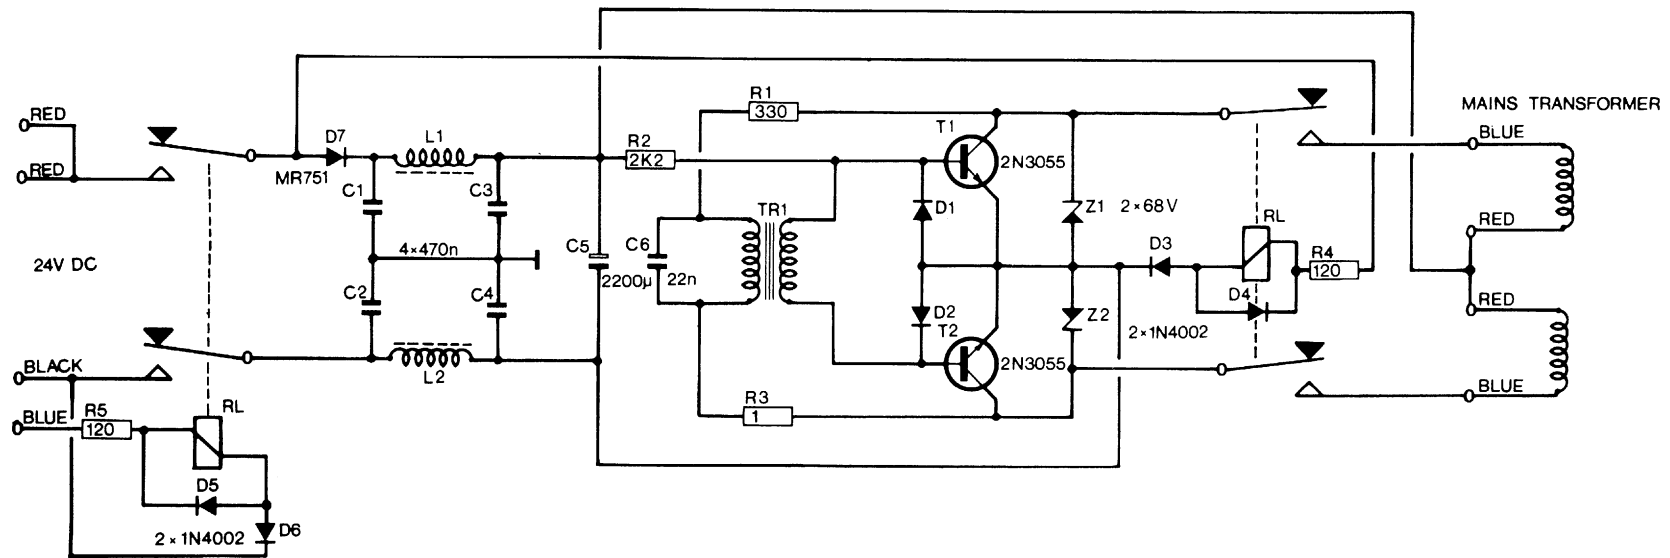 RED
RED
24V DC
BLACK
BLUE
R5
120
RL
D5
D6
2×1N4002
D7
MR751
L1
C1
C3
4×470n
C2
C4
L2
C5
2200µ
R2
2K2
C6
22n
R1
330
TR1
R3
1
T1
2N3055
D1
D2
T2
2N3055
Z1
2×68V
Z2
D3
RL
R4
120
D4
2×1N4002
MAINS TRANSFORMER
BLUE
RED
RED
BLUE